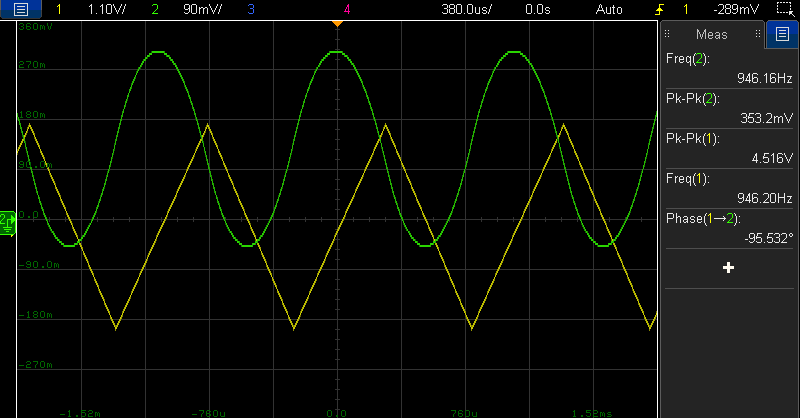 1 1.10V/ 2 90mV/ 3 4 380.0us/ 0.0s Auto 1 -289mV
Meas
Freq(2):
946.16Hz
Pk-Pk(2):
353.2mV
Pk-Pk(1):
4.516V
Freq(1):
946.20Hz
Phase(1→2):
-95.532°
+
360mV
270m
180m
90.0m
2 0.0
-90.0m
-180m
-270m
-1.52m -760u 0.0 760u 1.52ms